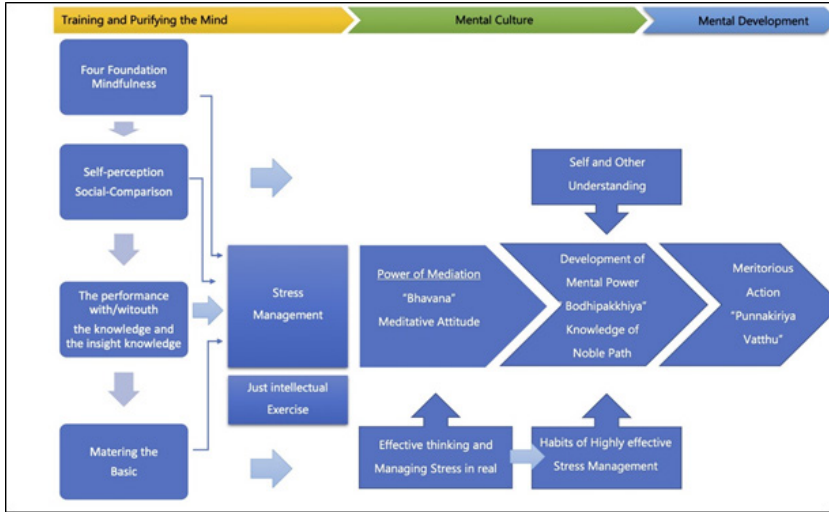 Training and Purifying the Mind
Mental Culture
Mental Development
Four Foundation
Mindfulness
Self-perception
Social-Comparison
The performance
with/witouth
the knowledge and
the insight knowledge
Matering the
Basic
Stress
Management
Just intellectual
Exercise
Power of Mediation
"Bhavana"
Meditative Attitude
Self and Other
Understanding
Development of
Mental Power
"Bodhipakkhiya"
Knowledge of
Noble Path
Meritorious
Action
"Punnakiriya
Vatthu"
Effective thinking and
Managing Stress in real
Habits of Highly effective
Stress Management